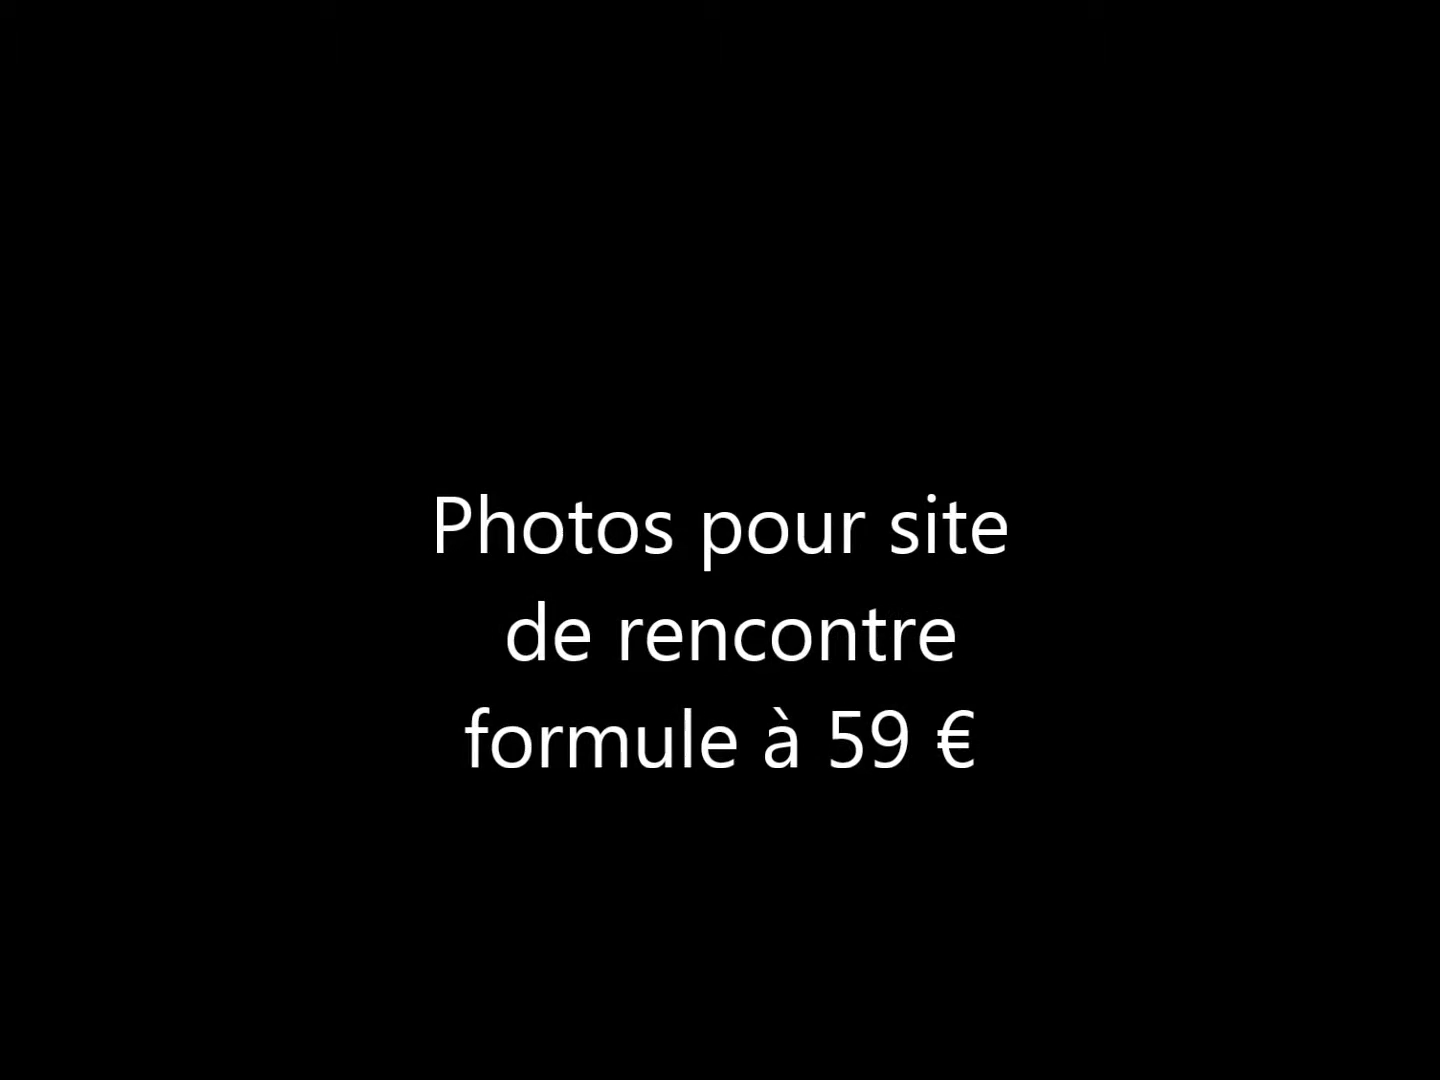 Photos pour site
de rencontre
formule à 59 €